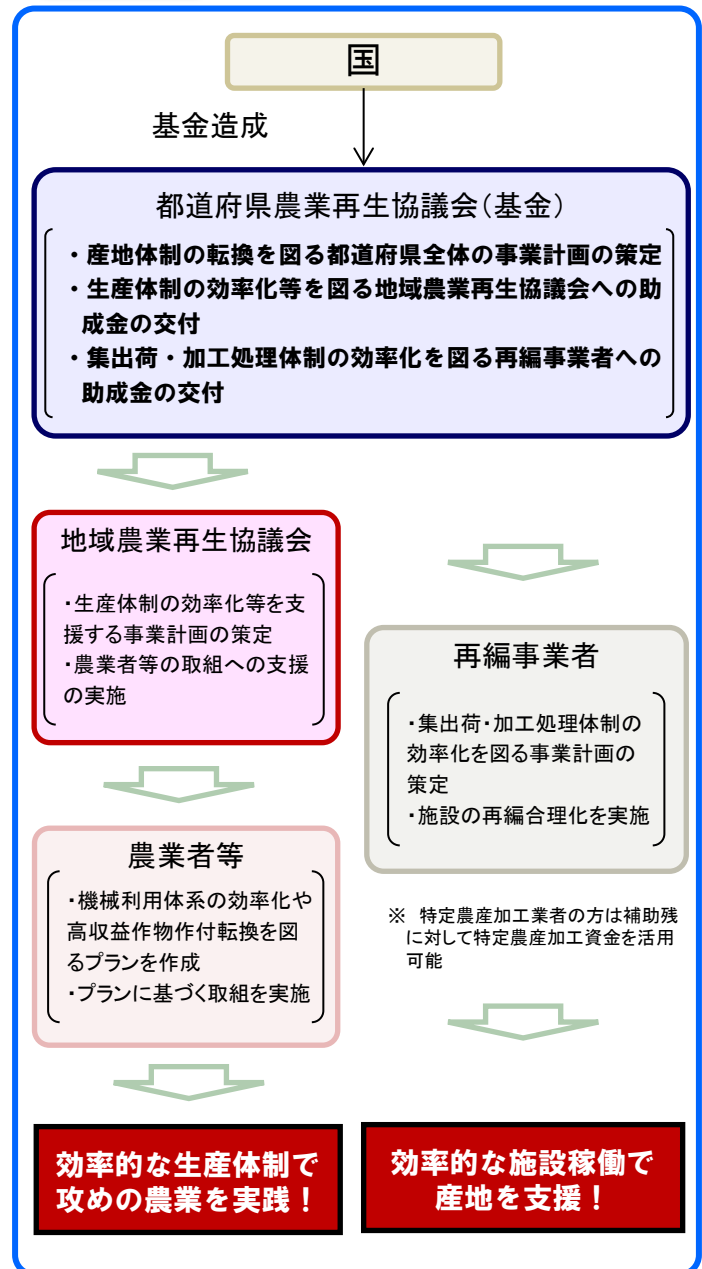 国
基金造成
都道府県農業再生協議会(基金)
・産地体制の転換を図る都道府県全体の事業計画の策定
・生産体制の効率化等を図る地域農業再生協議会への助
成金の交付
・集出荷・加工処理体制の効率化を図る再編事業者への
助成金の交付
地域農業再生協議会
・生産体制の効率化等を支
援する事業計画の策定
・農業者等の取組への支援
の実施
農業者等
・機械利用体系の効率化や
高収益作物作付転換を図
るプランを作成
・プランに基づく取組を実施
効率的な生産体制で
攻めの農業を実践！
再編事業者
・集出荷・加工処理体制の
効率化を図る事業計画の
策定
・施設の再編合理化を実施
※ 特定農産加工業者の方は補助残
に対して特定農産加工資金を活用
可能
効率的な施設稼働で
産地を支援！